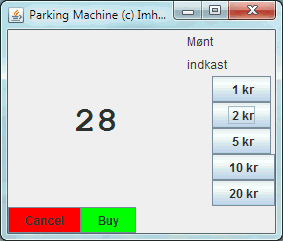 Parking Machine (c) Imh...
Mønt
indkast
1 kr
2 kr
28
5 kr
10 kr
20 kr
Cancel
Buy